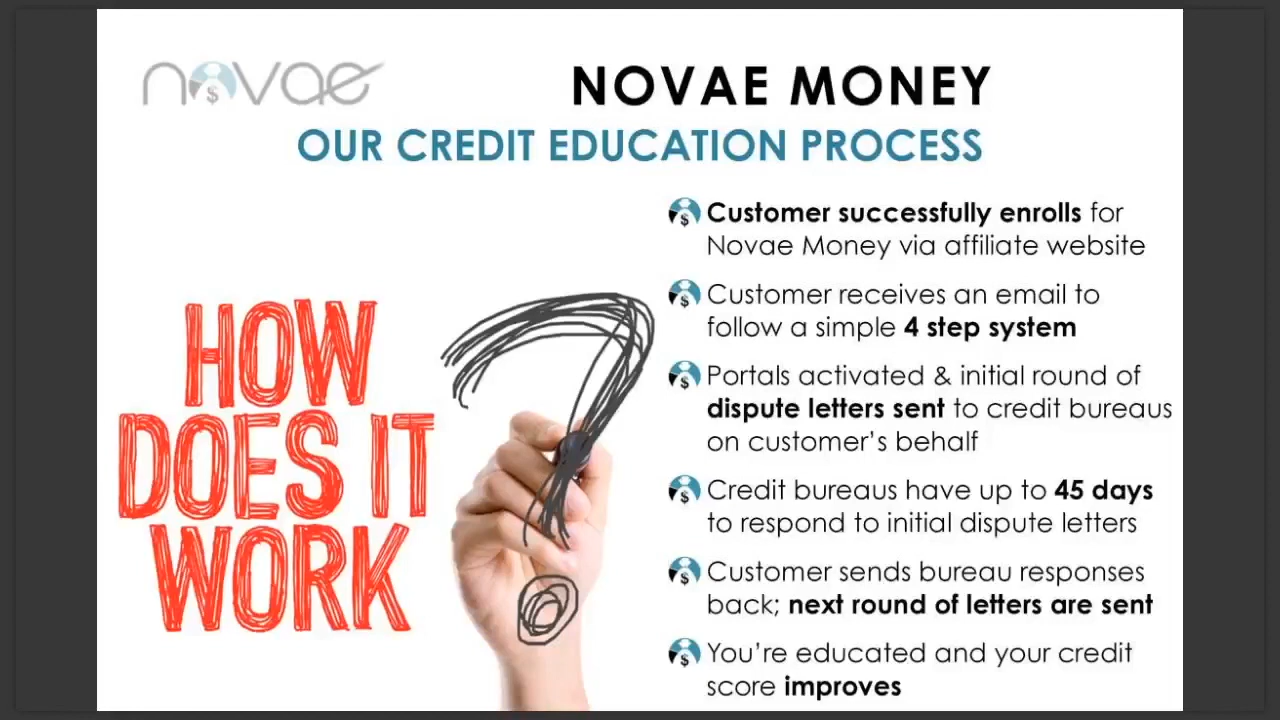 novae
NOVAE MONEY
OUR CREDIT EDUCATION PROCESS
HOW
DOES IT
WORK
Customer successfully enrolls for
Novae Money via affiliate website
Customer receives an email to
follow a simple 4 step system
Portals activated & initial round of
dispute letters sent to credit bureaus
on customer's behalf
Credit bureaus have up to 45 days
to respond to initial dispute letters
Customer sends bureau responses
back; next round of letters are sent
You're educated and your credit
score improves